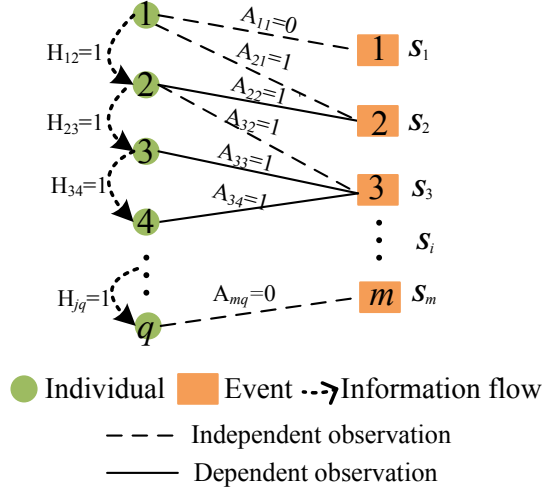 1 A₁₁=0 1 S₁
H₁₂=1 A₂₁=1
2 A₂₂=1 2 S₂
H₂₃=1 A₃₂=1
3 A₃₃=1 3 S₃
H₃₄=1 A₃₄=1
4 Sᵢ
Hⱼq=1 Aₘq=0 m Sₘ
q
Individual Event Information flow
Independent observation
Dependent observation